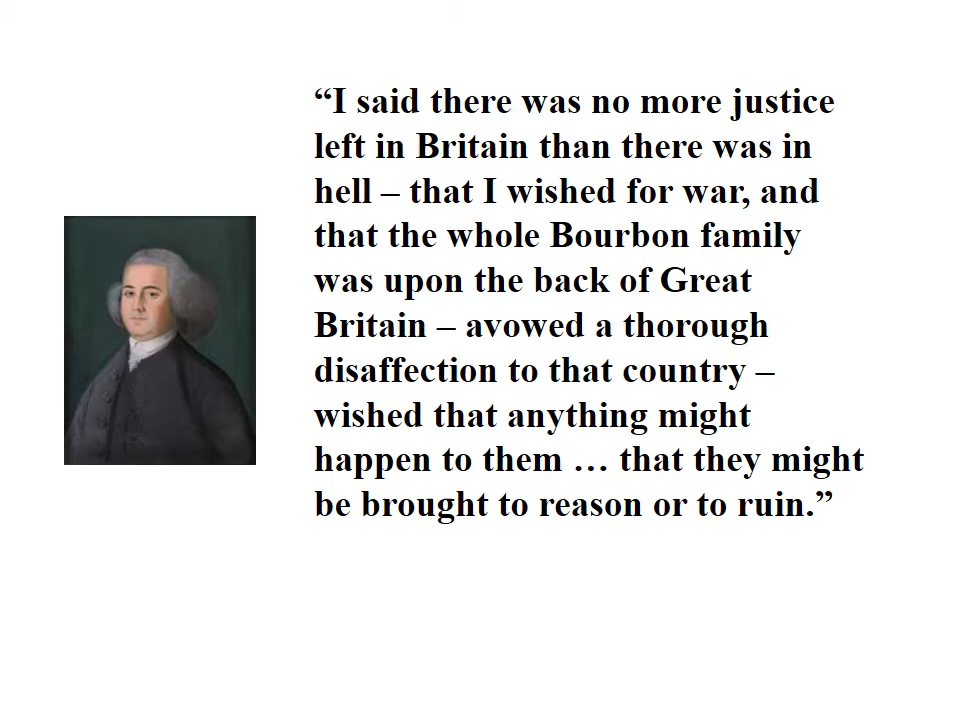 “I said there was no more justice
left in Britain than there was in
hell – that I wished for war, and
that the whole Bourbon family
was upon the back of Great
Britain – avowed a thorough
disaffection to that country –
wished that anything might
happen to them … that they might
be brought to reason or to ruin.”